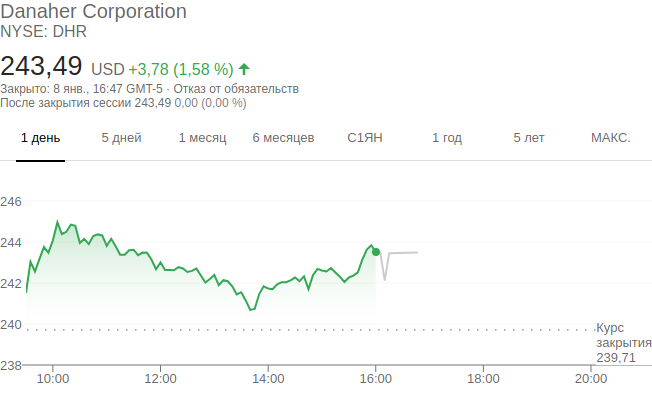 Danaher Corporation
NYSE: DHR
243,49 USD +3,78 (1,58 %)
Закрыто: 8 янв., 16:47 GMT-5 · Отказ от обязательств
После закрытия сессии 243,49 0,00 (0,00 %)
1 день 5 дней 1 месяц 6 месяцев С1ЯН 1 год 5 лет МАКС.
246
244
242
240
Курс
закрытия
239,71
238
10:00 12:00 14:00 16:00 18:00 20:00